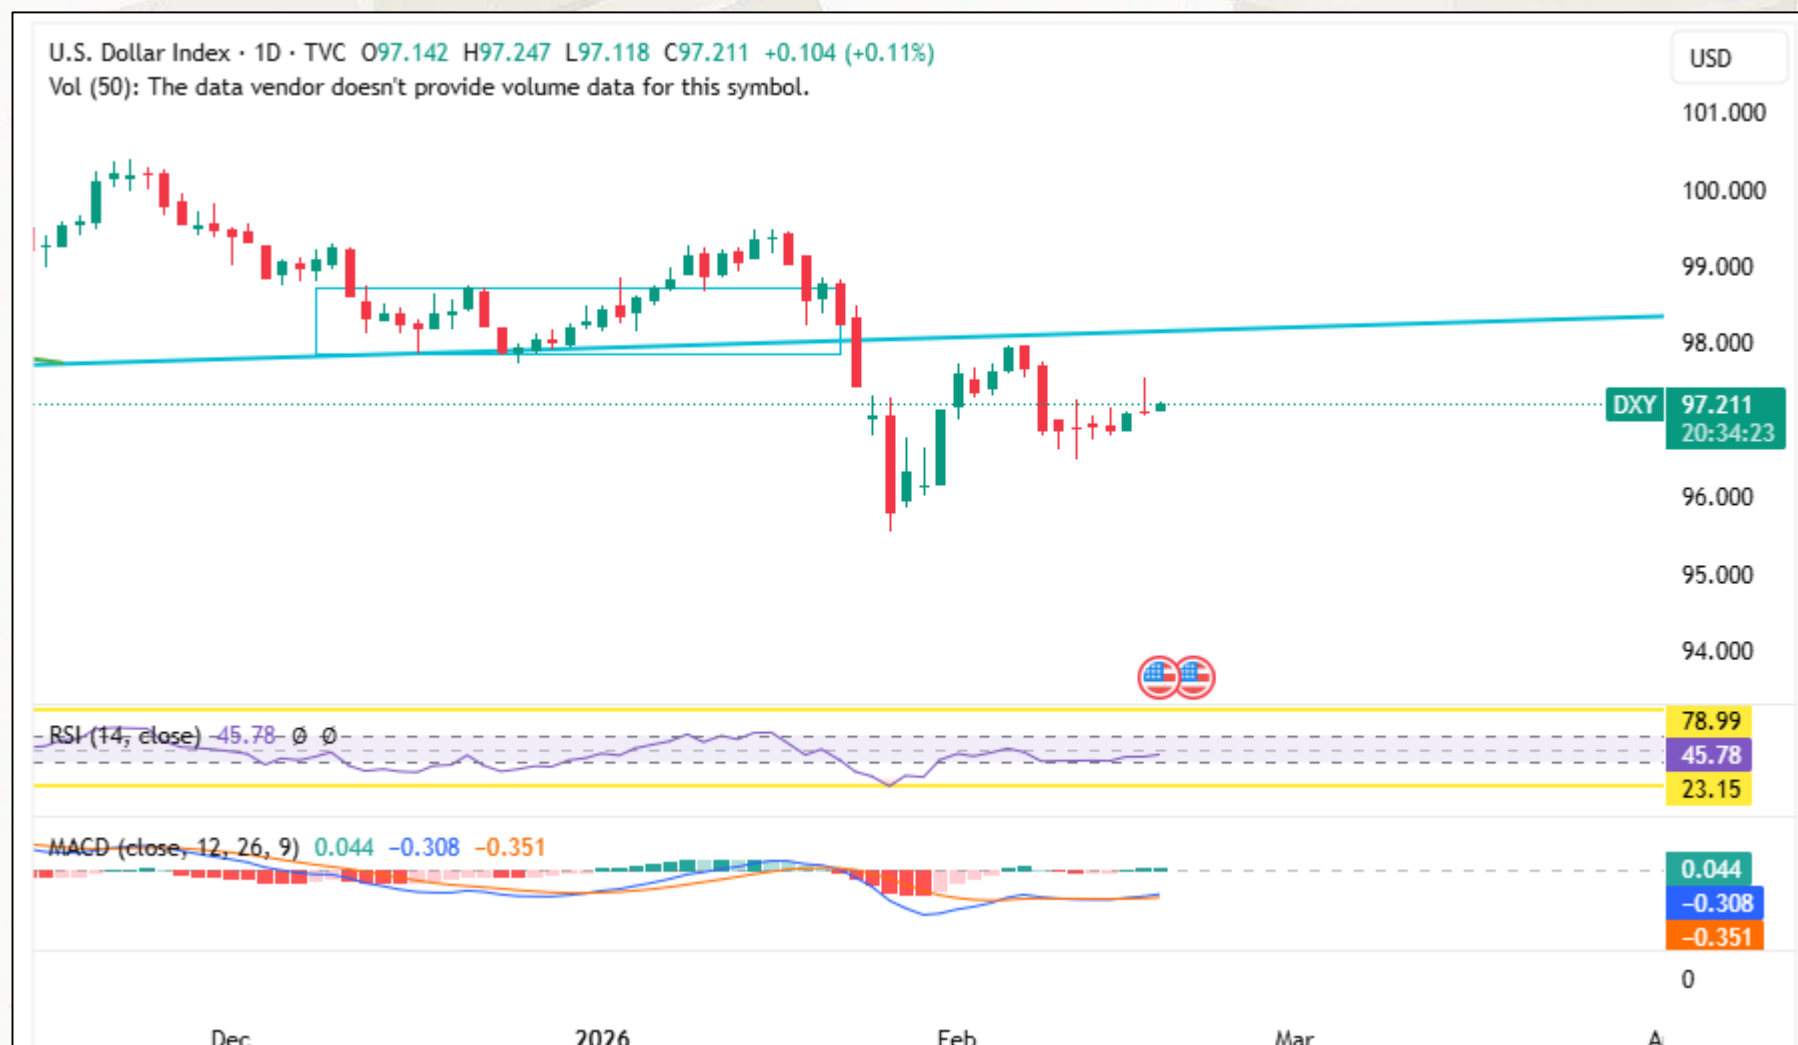 U.S. Dollar Index · 1D · TVC O97.142 H97.247 L97.118 C97.211 +0.104 (+0.11%)
Vol (50): The data vendor doesn't provide volume data for this symbol.
USD
101.000
100.000
99.000
98.000
DXY 97.211
20:34:23
96.000
95.000
94.000
RSI (14, close) 45.78 Ø Ø
78.99
45.78
23.15
MACD (close, 12, 26, 9) 0.044 −0.308 −0.351
0.044
−0.308
−0.351
0
Dec 2026 Feb Mar A